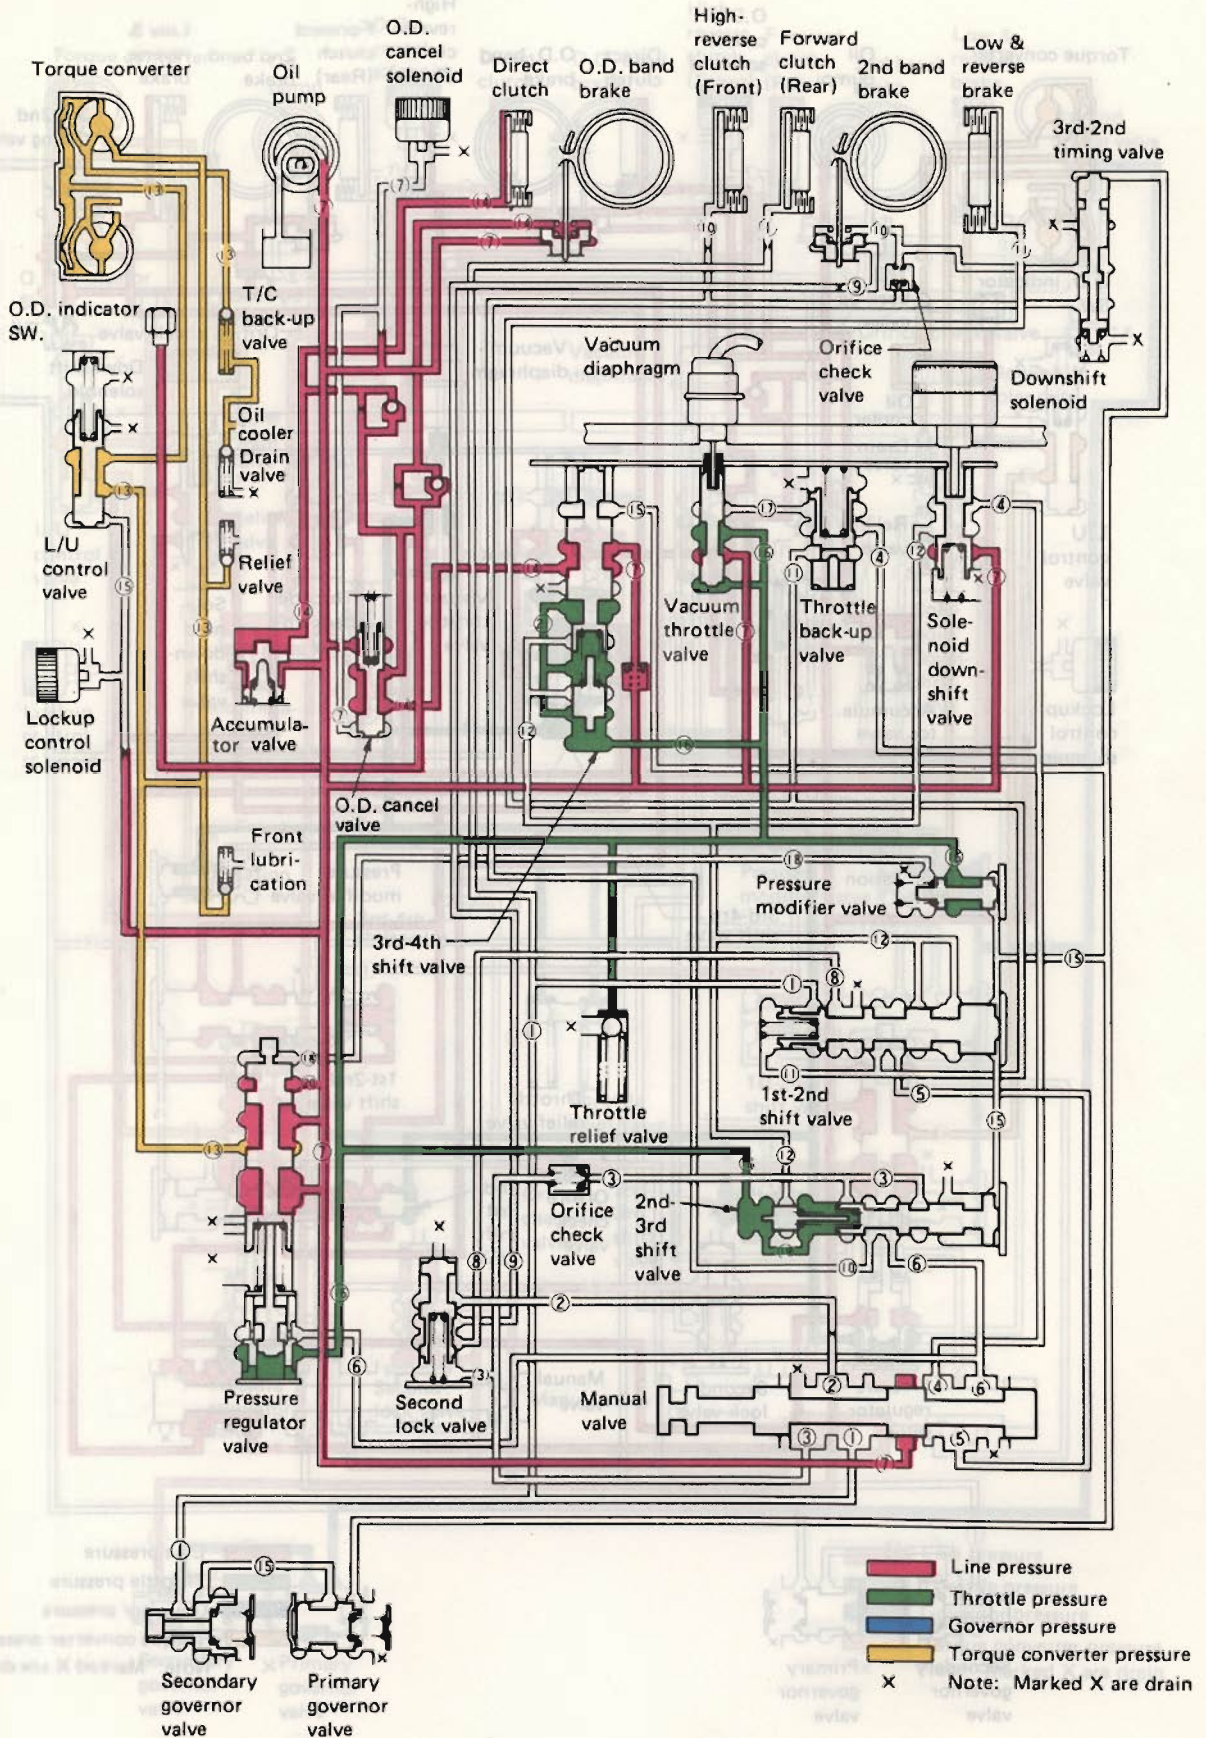 O.D.
cancel
solenoid
High-
reverse
clutch
(Front)
Forward
clutch
(Rear)
Low &
reverse
brake
Torque converter
Oil
pump
Direct
clutch
O.D. band
brake
2nd band
brake
3rd-2nd
timing valve
O.D. indicator
SW.
T/C
back-up
valve
Vacuum
diaphragm
Orifice
check
valve
Downshift
solenoid
Oil
cooler
Drain
valve
L/U
control
valve
Relief
valve
Vacuum
throttle
valve
Throttle
back-up
valve
Sole-
noid
down-
shift
valve
Lockup
control
solenoid
Accumula-
tor valve
O.D. cancel
valve
Front
lubri-
cation
3rd-4th
shift valve
Pressure
modifier valve
Throttle
relief valve
1st-2nd
shift valve
Orifice
check
valve
2nd-
3rd
shift
valve
Pressure
regulator
valve
Second
lock valve
Manual
valve
Secondary
governor
valve
Primary
governor
valve
Line pressure
Throttle pressure
Governor pressure
Torque converter pressure
X Note: Marked X are drain